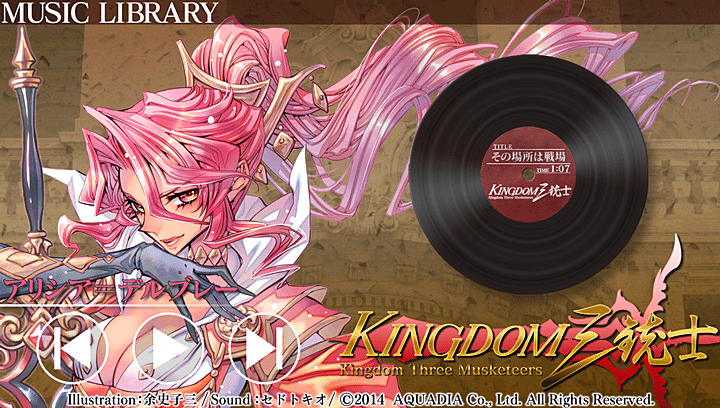 MUSIC LIBRARY
TITLE
その場所は戦場
TIME 1:07
KINGDOM三銃士
Kingdom Three Musketeers
アリシア＝デルブレー
KINGDOM三銃士
Kingdom Three Musketeers
Illustration:余史子三/Sound:セドトキオ/©2014 AQUADIA Co., Ltd. All Rights Reserved.